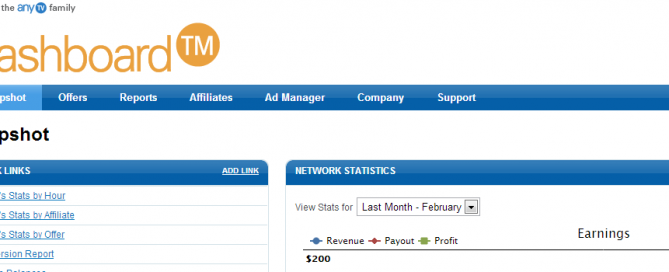 the anyTV family
ashboard TM
pshot Offers Reports Affiliates Ad Manager Company Support
pshot
LINKS ADD LINK
's Stats by Hour
's Stats by Affiliate
's Stats by Offer
rsion Report
NETWORK STATISTICS
View Stats for Last Month - February
Earnings
Revenue Payout Profit
$200